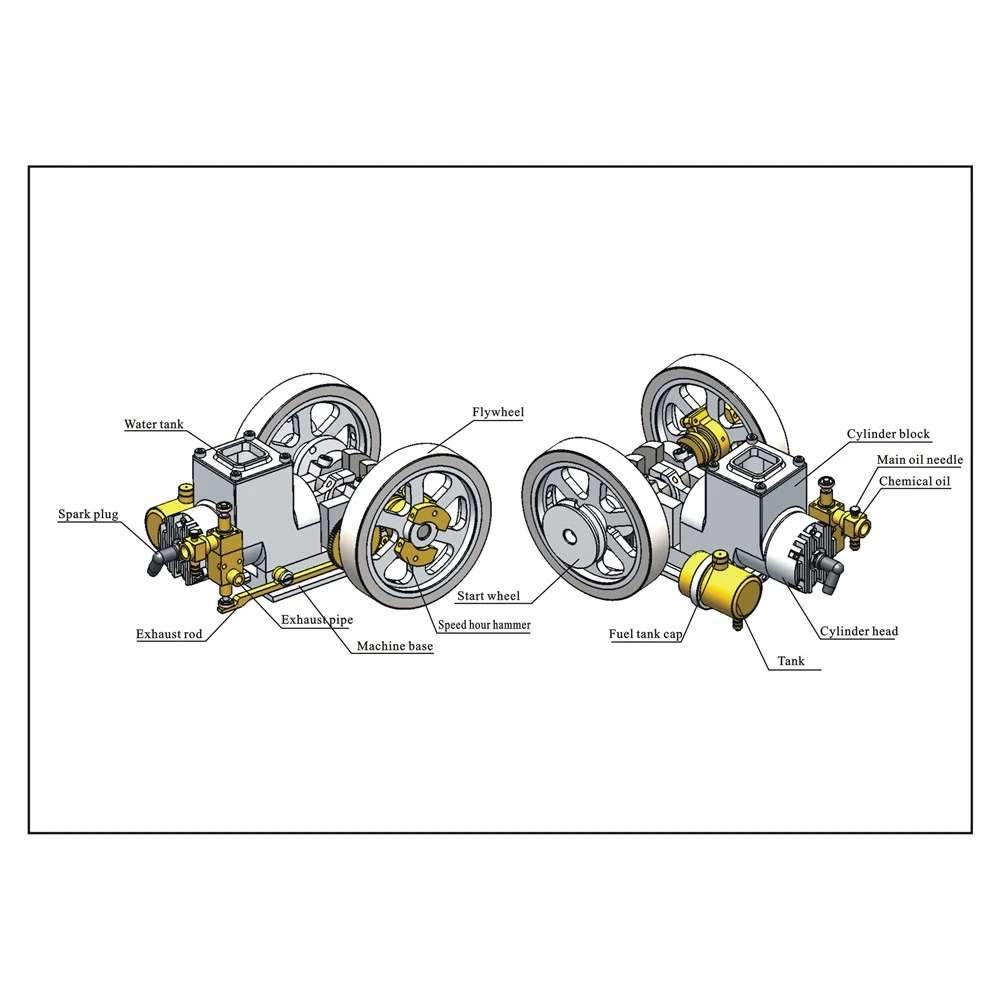 Water tank
Flywheel
Spark plug
Exhaust rod
Exhaust pipe
Machine base
Speed hour hammer
Start wheel
Cylinder block
Main oil needle
Chemical oil
Fuel tank cap
Cylinder head
Tank